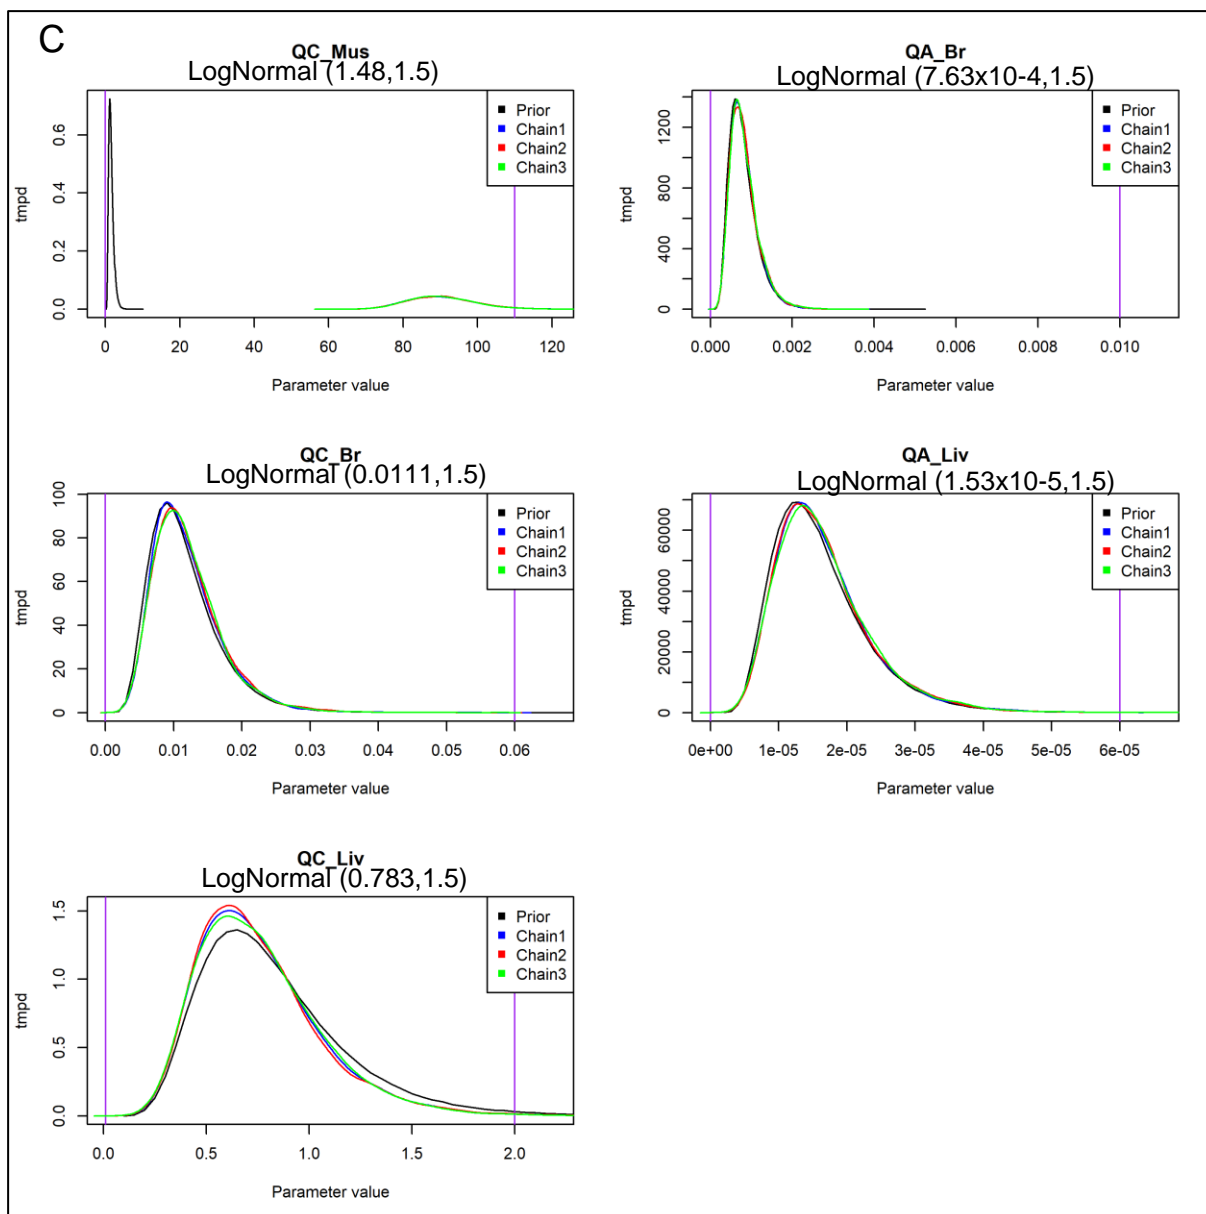 C
QC_Mus
LogNormal (1.48,1.5)
tmpd
0.0 0.2 0.4 0.6
Prior
Chain1
Chain2
Chain3
0 20 40 60 80 100 120
Parameter value
QA_Br
LogNormal (7.63x10-4,1.5)
tmpd
0 400 800 1200
Prior
Chain1
Chain2
Chain3
0.000 0.002 0.004 0.006 0.008 0.010
Parameter value
QC_Br
LogNormal (0.0111,1.5)
tmpd
0 20 40 60 80 100
Prior
Chain1
Chain2
Chain3
0.00 0.01 0.02 0.03 0.04 0.05 0.06
Parameter value
QA_Liv
LogNormal (1.53x10-5,1.5)
tmpd
0 20000 40000 60000
Prior
Chain1
Chain2
Chain3
0e+00 1e-05 2e-05 3e-05 4e-05 5e-05 6e-05
Parameter value
QC_Liv
LogNormal (0.783,1.5)
tmpd
0.0 0.5 1.0 1.5
Prior
Chain1
Chain2
Chain3
0.0 0.5 1.0 1.5 2.0
Parameter value